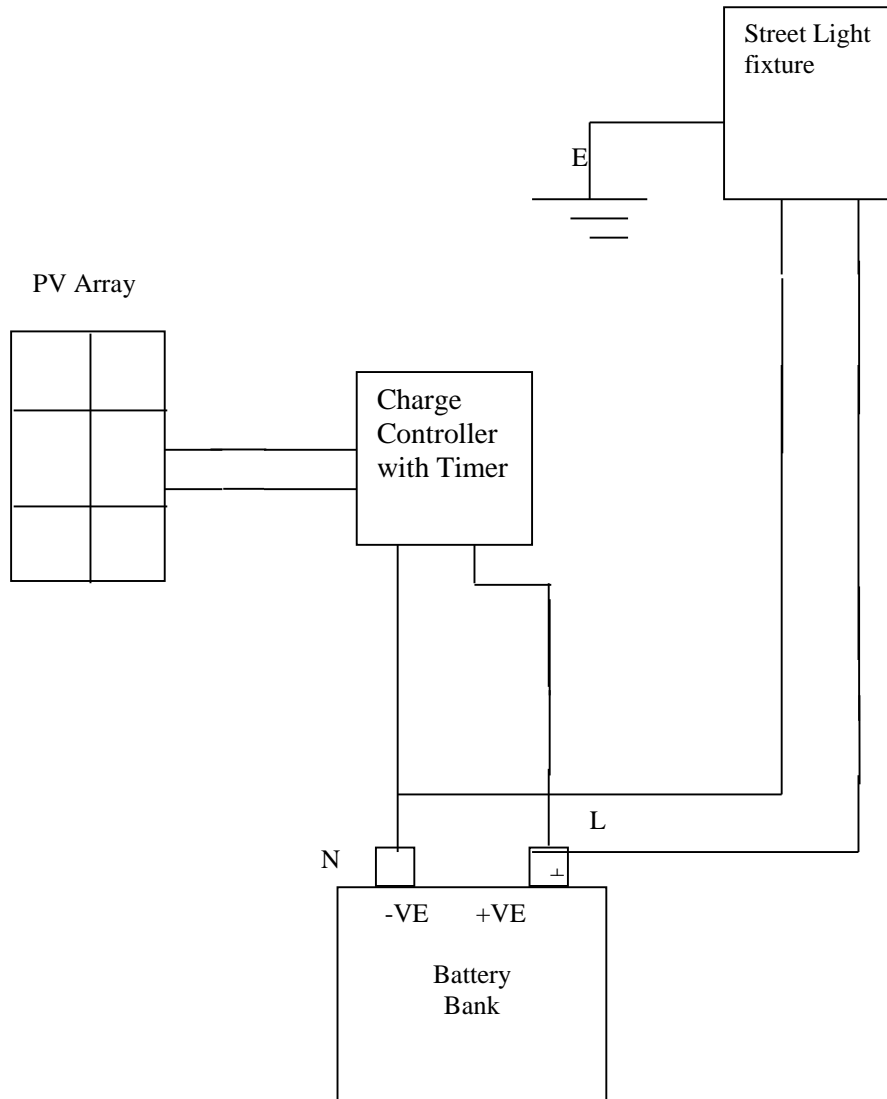 Street Light
fixture
E
PV Array
Charge
Controller
with Timer
L
N
-VE +VE
Battery
Bank